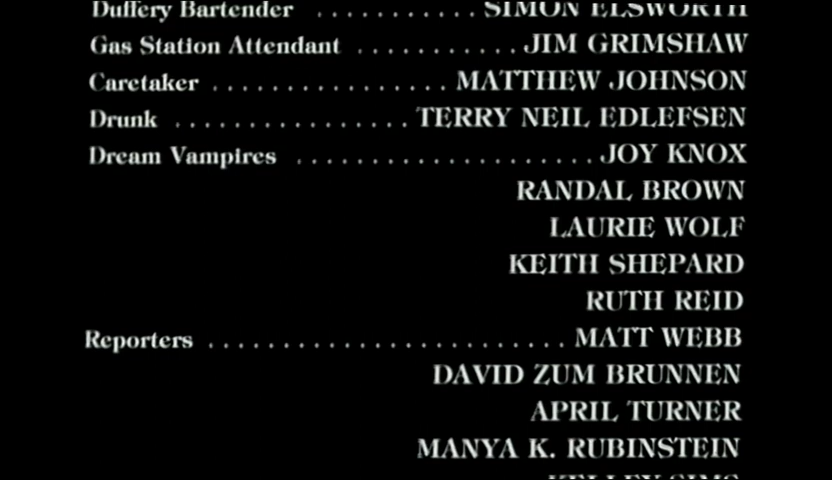 Duffery Bartender . . . . . . . . . . . SIMON ELSWORTH
Gas Station Attendant . . . . . . . . . . . JIM GRIMSHAW
Caretaker . . . . . . . . . . . . . . . . . . MATTHEW JOHNSON
Drunk . . . . . . . . . . . . . . . . . TERRY NEIL EDLEFSEN
Dream Vampires . . . . . . . . . . . . . . . . . . . . . . JOY KNOX
RANDAL BROWN
LAURIE WOLF
KEITH SHEPARD
RUTH REID
Reporters . . . . . . . . . . . . . . . . . . . . . . . . . . MATT WEBB
DAVID ZUM BRUNNEN
APRIL TURNER
MANYA K. RUBINSTEIN
KELLEY SIMS